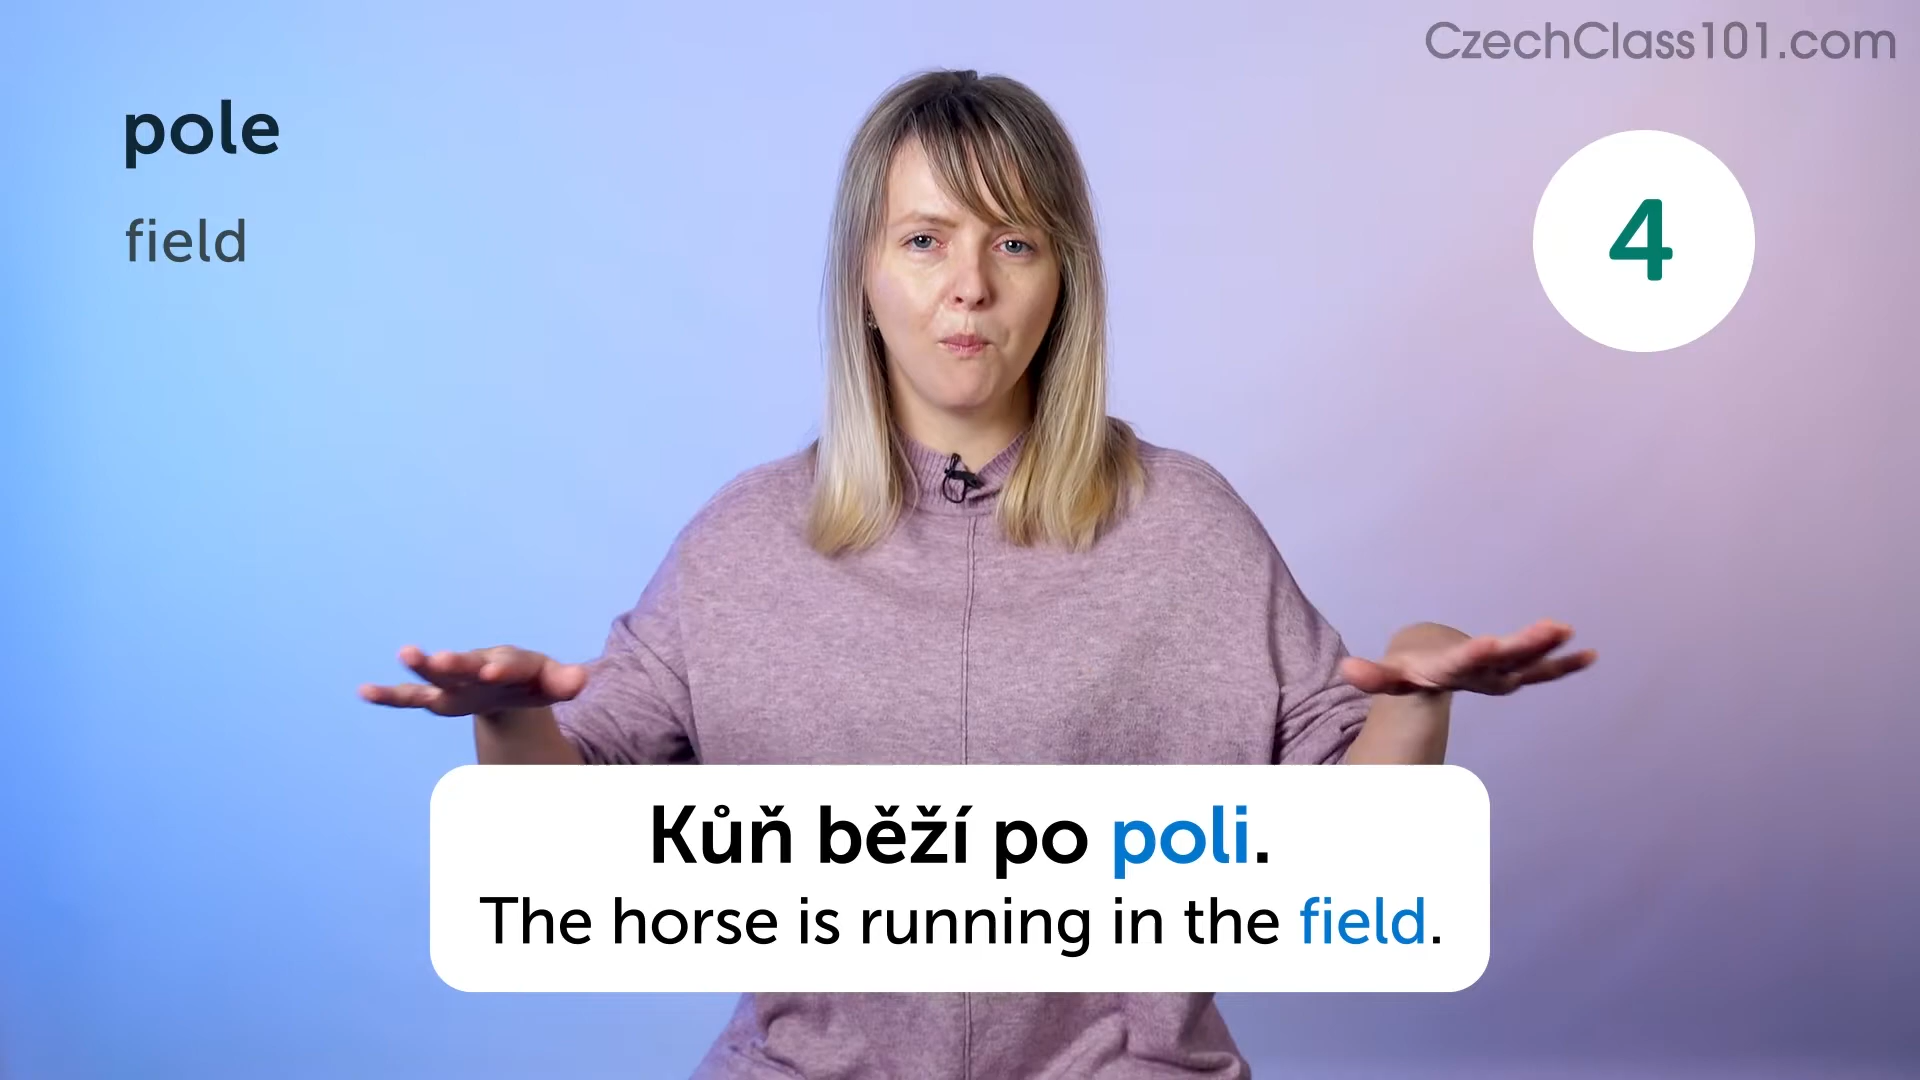 CzechClass101.com
pole
field
4
Kůň běží po poli.
The horse is running in the field.